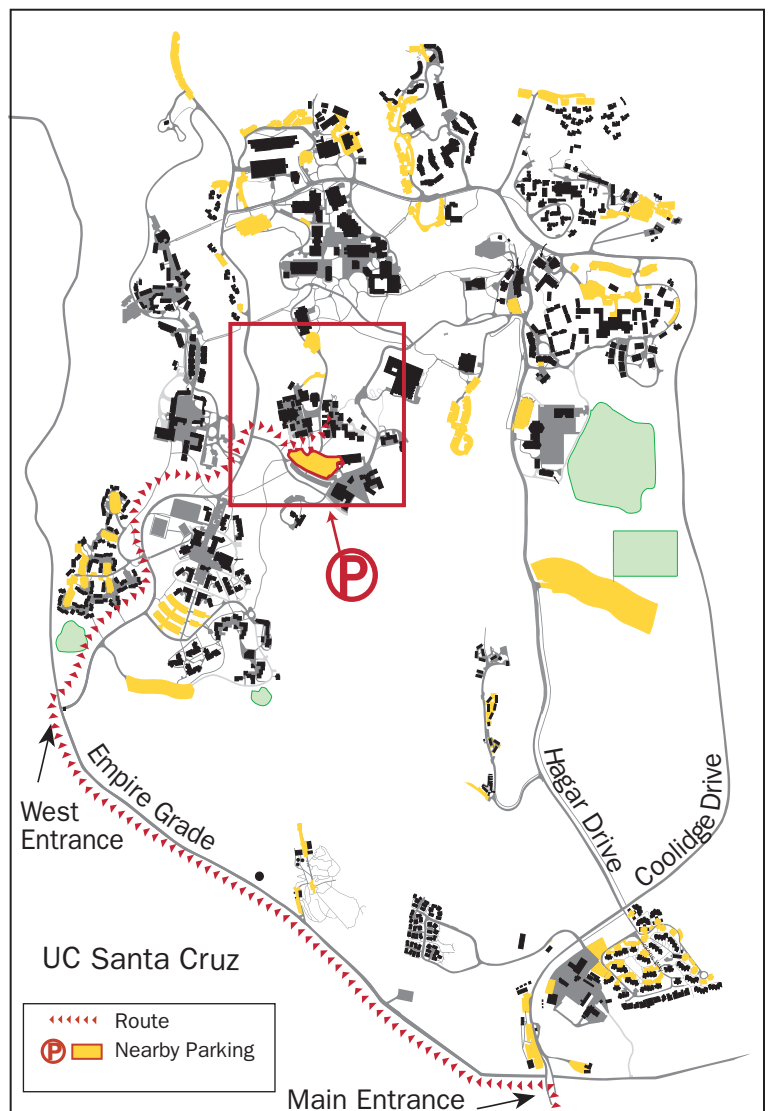 P
West
Entrance
Empire Grade
Hagar Drive
Coolidge Drive
UC Santa Cruz
Route
P Nearby Parking
Main Entrance